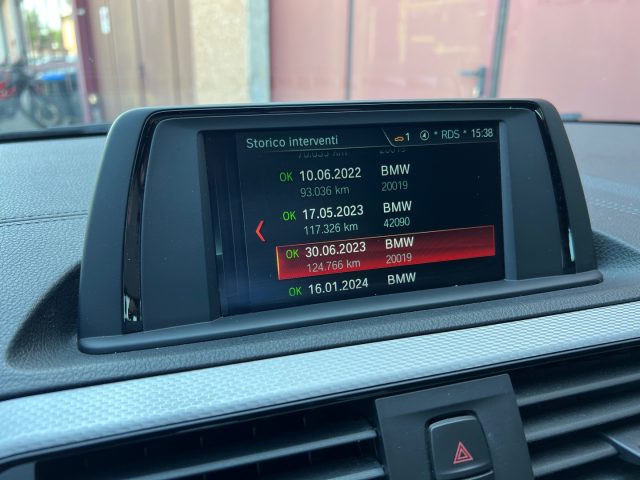 Storico interventi 1 * RDS * 15:38
20019
OK 10.06.2022 BMW
93.036 km 20019
OK 17.05.2023 BMW
117.326 km 42090
OK 30.06.2023 BMW
124.766 km 20019
OK 16.01.2024 BMW